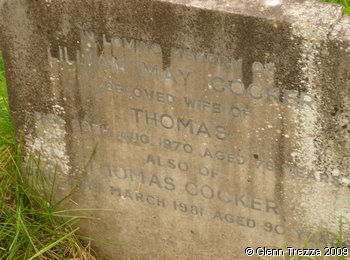 IN LOVING MEMORY OF
LILLIAN MAY COCKER
BELOVED WIFE OF
THOMAS
AUG 1970 AGED 76 YEARS
ALSO OF
THOMAS COCKER
MARCH 1981 AGED 90
© Glenn Trezza 2009